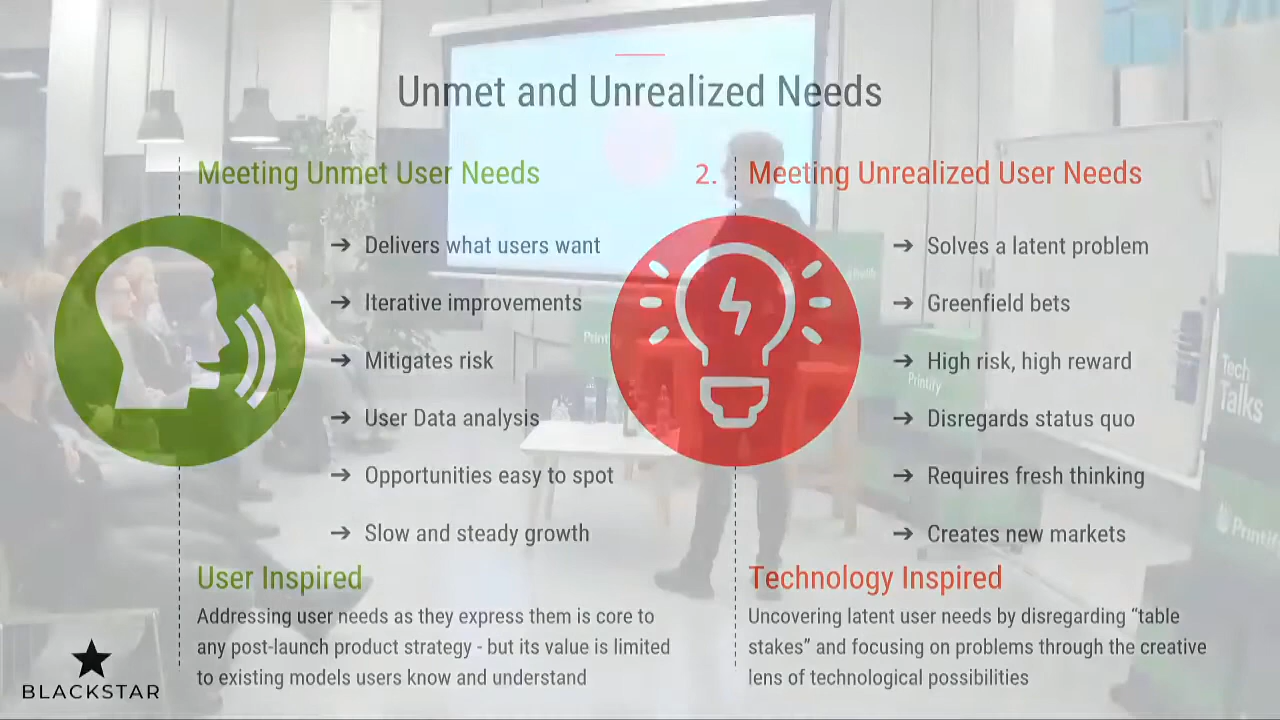 Unmet and Unrealized Needs
Meeting Unmet User Needs
→ Delivers what users want
→ Iterative improvements
→ Mitigates risk
→ User Data analysis
→ Opportunities easy to spot
→ Slow and steady growth
User Inspired
Addressing user needs as they express them is core to
any post-launch product strategy - but its value is limited
to existing models users know and understand
2. Meeting Unrealized User Needs
→ Solves a latent problem
→ Greenfield bets
→ High risk, high reward
→ Disregards status quo
→ Requires fresh thinking
→ Creates new markets
Technology Inspired
Uncovering latent user needs by disregarding “table
stakes” and focusing on problems through the creative
lens of technological possibilities
BLACKSTAR
Printify
Tech
Talks